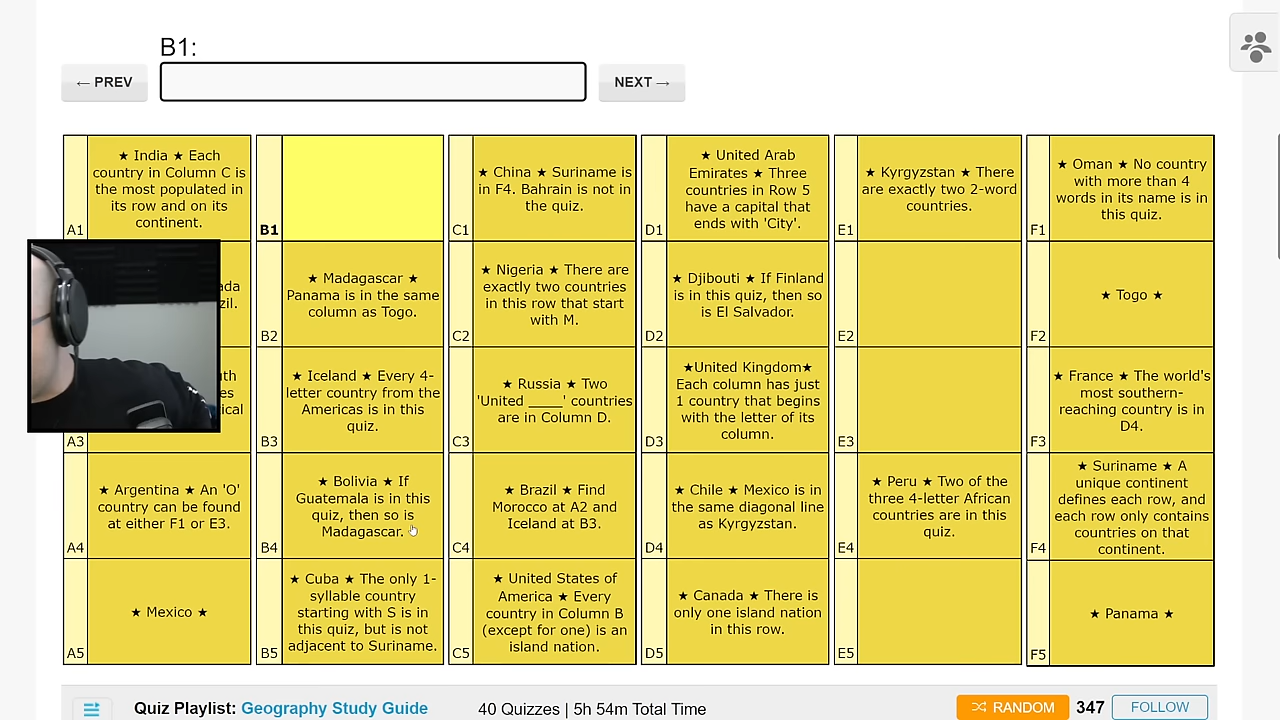 B1:
← PREV
NEXT →
★ India ★ Each
country in Column C is
the most populated in
its row and on its
continent.
A1
B1
★ China ★ Suriname is
in F4. Bahrain is not in
the quiz.
C1
★ United Arab
Emirates ★ Three
countries in Row 5
have a capital that
ends with 'City'.
D1
★ Kyrgyzstan ★ There
are exactly two 2-word
countries.
E1
★ Oman ★ No country
with more than 4
words in its name is in
this quiz.
F1
★ Madagascar ★
Panama is in the same
column as Togo.
B2
★ Nigeria ★ There are
exactly two countries
in this row that start
with M.
C2
★ Djibouti ★ If Finland
is in this quiz, then so
is El Salvador.
D2
E2
★ Togo ★
F2
A3
★ Iceland ★ Every 4-
letter country from the
Americas is in this
quiz.
B3
★ Russia ★ Two
'United ____' countries
are in Column D.
C3
★United Kingdom★
Each column has just
1 country that begins
with the letter of its
column.
D3
E3
★ France ★ The world's
most southern-
reaching country is in
D4.
F3
★ Argentina ★ An 'O'
country can be found
at either F1 or E3.
A4
★ Bolivia ★ If
Guatemala is in this
quiz, then so is
Madagascar.
B4
★ Brazil ★ Find
Morocco at A2 and
Iceland at B3.
C4
★ Chile ★ Mexico is in
the same diagonal line
as Kyrgyzstan.
D4
★ Peru ★ Two of the
three 4-letter African
countries are in this
quiz.
E4
★ Suriname ★ A
unique continent
defines each row, and
each row only contains
countries on that
continent.
F4
★ Mexico ★
A5
★ Cuba ★ The only 1-
syllable country
starting with S is in
this quiz, but is not
adjacent to Suriname.
B5
★ United States of
America ★ Every
country in Column B
(except for one) is an
island nation.
C5
★ Canada ★ There is
only one island nation
in this row.
D5
E5
★ Panama ★
F5
Quiz Playlist: Geography Study Guide
40 Quizzes | 5h 54m Total Time
RANDOM
347
FOLLOW